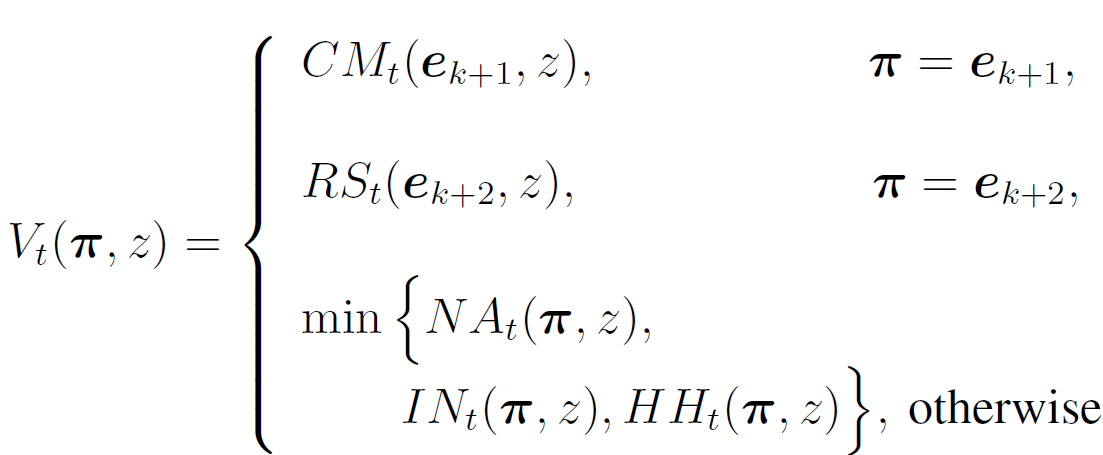 CM_t(e_{k+1}, z), π = e_{k+1},
RS_t(e_{k+2}, z), π = e_{k+2},
V_t(π, z) = {
min { NA_t(π, z),
IN_t(π, z), HH_t(π, z) }, otherwise